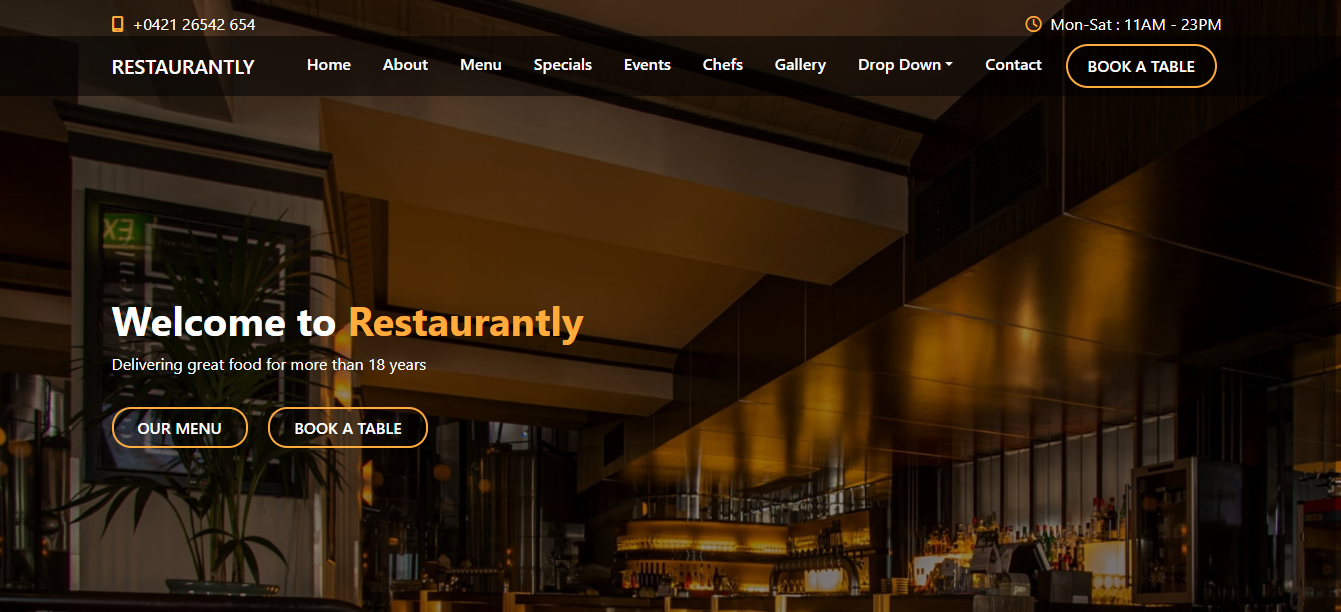 +0421 26542 654
Mon-Sat : 11AM - 23PM
RESTAURANTLY
Home
About
Menu
Specials
Events
Chefs
Gallery
Drop Down
Contact
BOOK A TABLE
Welcome to Restaurantly
Delivering great food for more than 18 years
OUR MENU
BOOK A TABLE